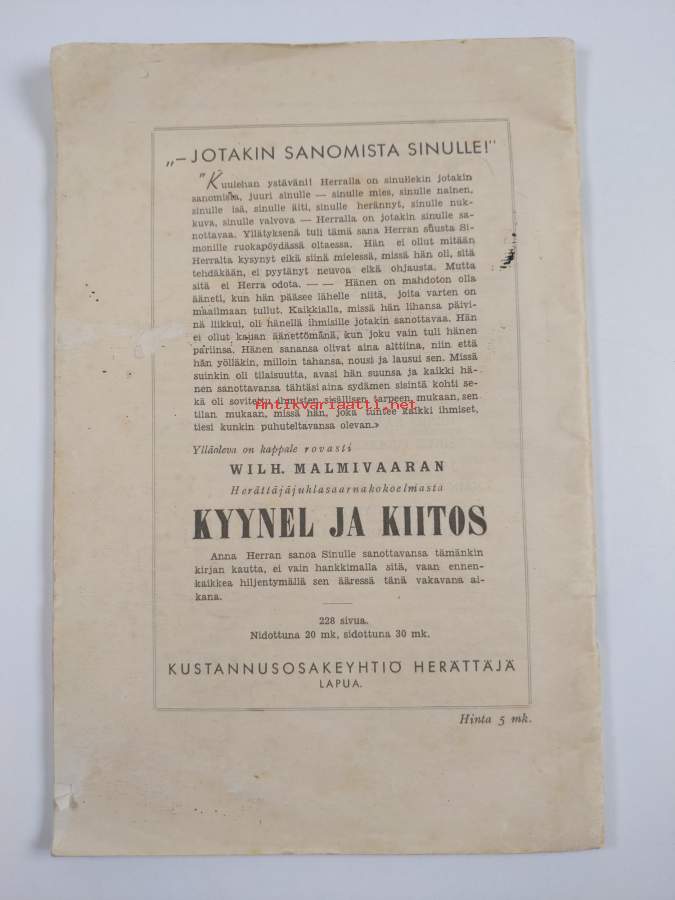 „— JOTAKIN SANOMISTA SINULLE!"
"Kuulehan ystäväni! Herralla on sinullekin jotakin
sanomista, juuri sinulle — sinulle mies, sinulle nainen,
sinulle isä, sinulle äiti, sinulle herännyt, sinulle nuk-
kuva, sinulle valvova — Herralla on jotakin sinulle sa-
nottavaa. Yllätyksenä tuli tämä sana Herran suusta Si-
monille ruokapöydässä oltaessa. Hän ei ollut mitään
Herralta kysynyt eikä siinä mielessä, missä hän oli, sitä
tehdäkään, ei pyytänyt neuvoa eikä ohjausta. Mutta
sitä ei Herra odota. — — Hänen on mahdoton olla
ääneti, kun hän pääsee lähelle niitä, joita varten on
maailmaan tullut. Kaikkialla, missä hän lihansa päivi-
nä liikkui, oli hänellä ihmisille jotakin sanottavaa. Hän
ei ollut kauan äänettömänä, kun joku vain tuli hänen
pariinsa. Hänen sanansa olivat aina alttiina, niin että
hän yölläkin, milloin tahansa, nousi ja lausui sen. Missä
suinkin oli tilaisuutta, avasi hän suunsa ja kaikki hä-
nen sanottavansa tähtäsi aina sydämen sisintä kohti se-
kä oli sovitettu ihmisten sisällisen tarpeen mukaan, sen
tilan mukaan, missä hän, joka tuntee kaikki ihmiset,
tiesi kunkin puhuteltavansa olevan.»
Antikvariaatti.net
Ylläoleva on kappale rovasti
WILH. MALMIVAARAN
Herättäjäjuhlasaarnakokoelmasta
KYYNEL JA KIITOS
Anna Herran sanoa Sinulle sanottavansa tämänkin
kirjan kautta, ei vain hankkimalla sitä, vaan ennen-
kaikkea hiljentymällä sen ääressä tänä vakavana ai-
kana.
228 sivua.
Nidottuna 20 mk, sidottuna 30 mk.
KUSTANNUSOSAKEYHTIÖ HERÄTTÄJÄ
LAPUA.
Hinta 5 mk.